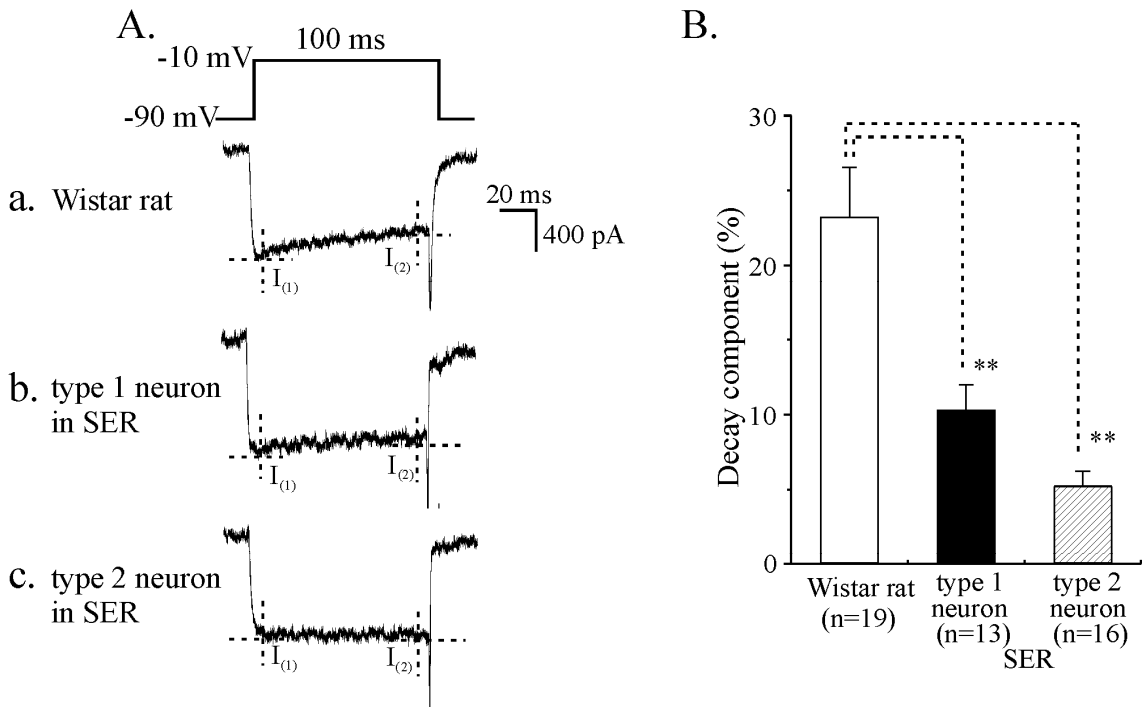 A.
100 ms
-10 mV
-90 mV
a. Wistar rat
I(1)
I(2)
20 ms
400 pA
b. type 1 neuron
in SER
I(1)
I(2)
c. type 2 neuron
in SER
I(1)
I(2)
B.
Decay component (%)
30
20
10
0
**
**
Wistar rat
(n=19)
type 1
neuron
(n=13)
type 2
neuron
(n=16)
SER